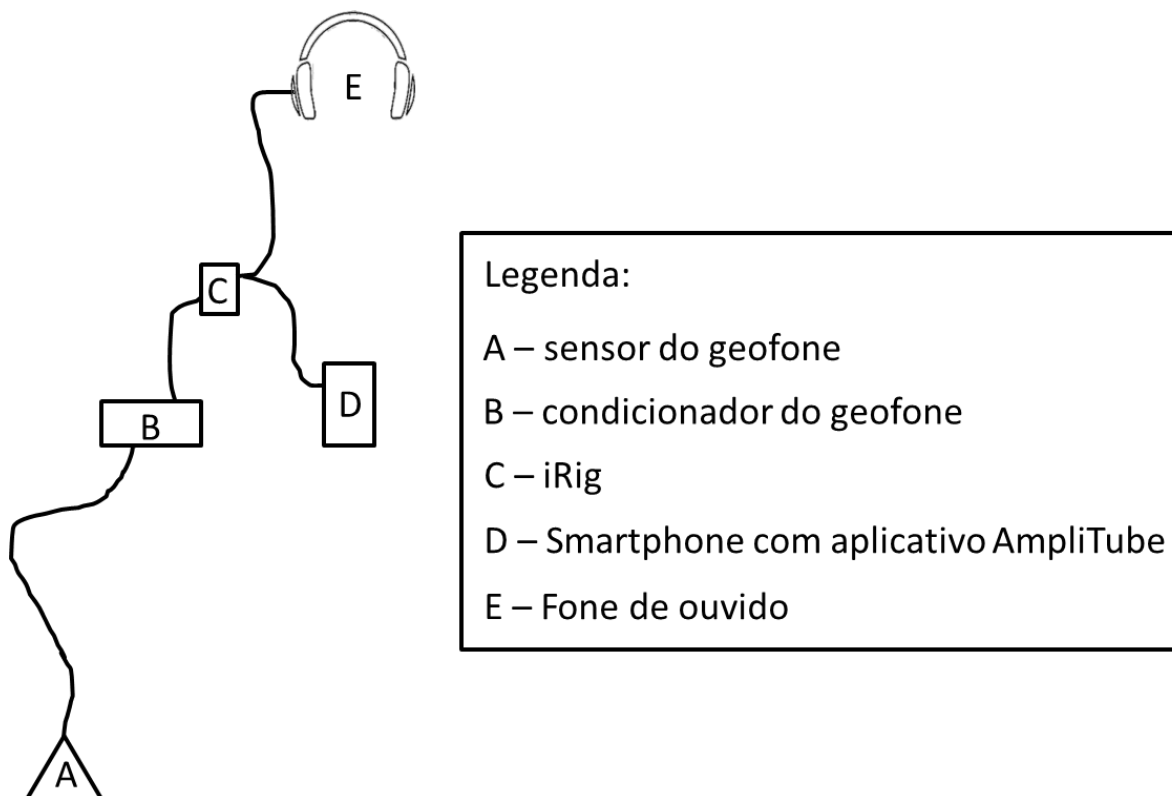 E
C
D
B
A
Legenda:
A – sensor do geofone
B – condicionador do geofone
C – iRig
D – Smartphone com aplicativo AmpliTube
E – Fone de ouvido